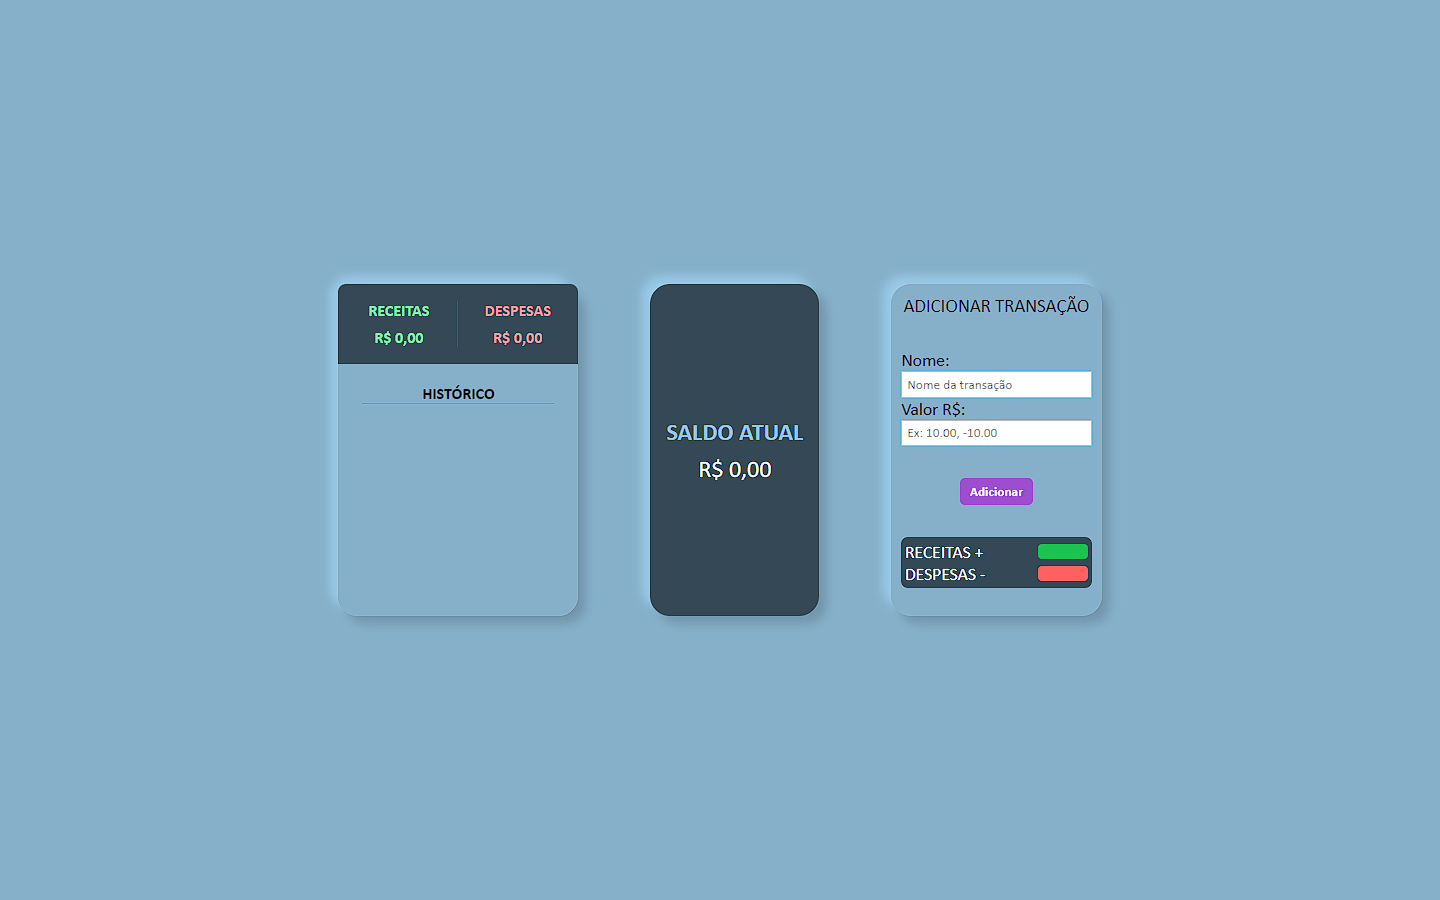 RECEITAS
R$ 0,00
DESPESAS
R$ 0,00
HISTÓRICO
SALDO ATUAL
R$ 0,00
ADICIONAR TRANSAÇÃO
Nome:
Nome da transação
Valor R$:
Ex: 10.00, -10.00
Adicionar
RECEITAS +
DESPESAS -